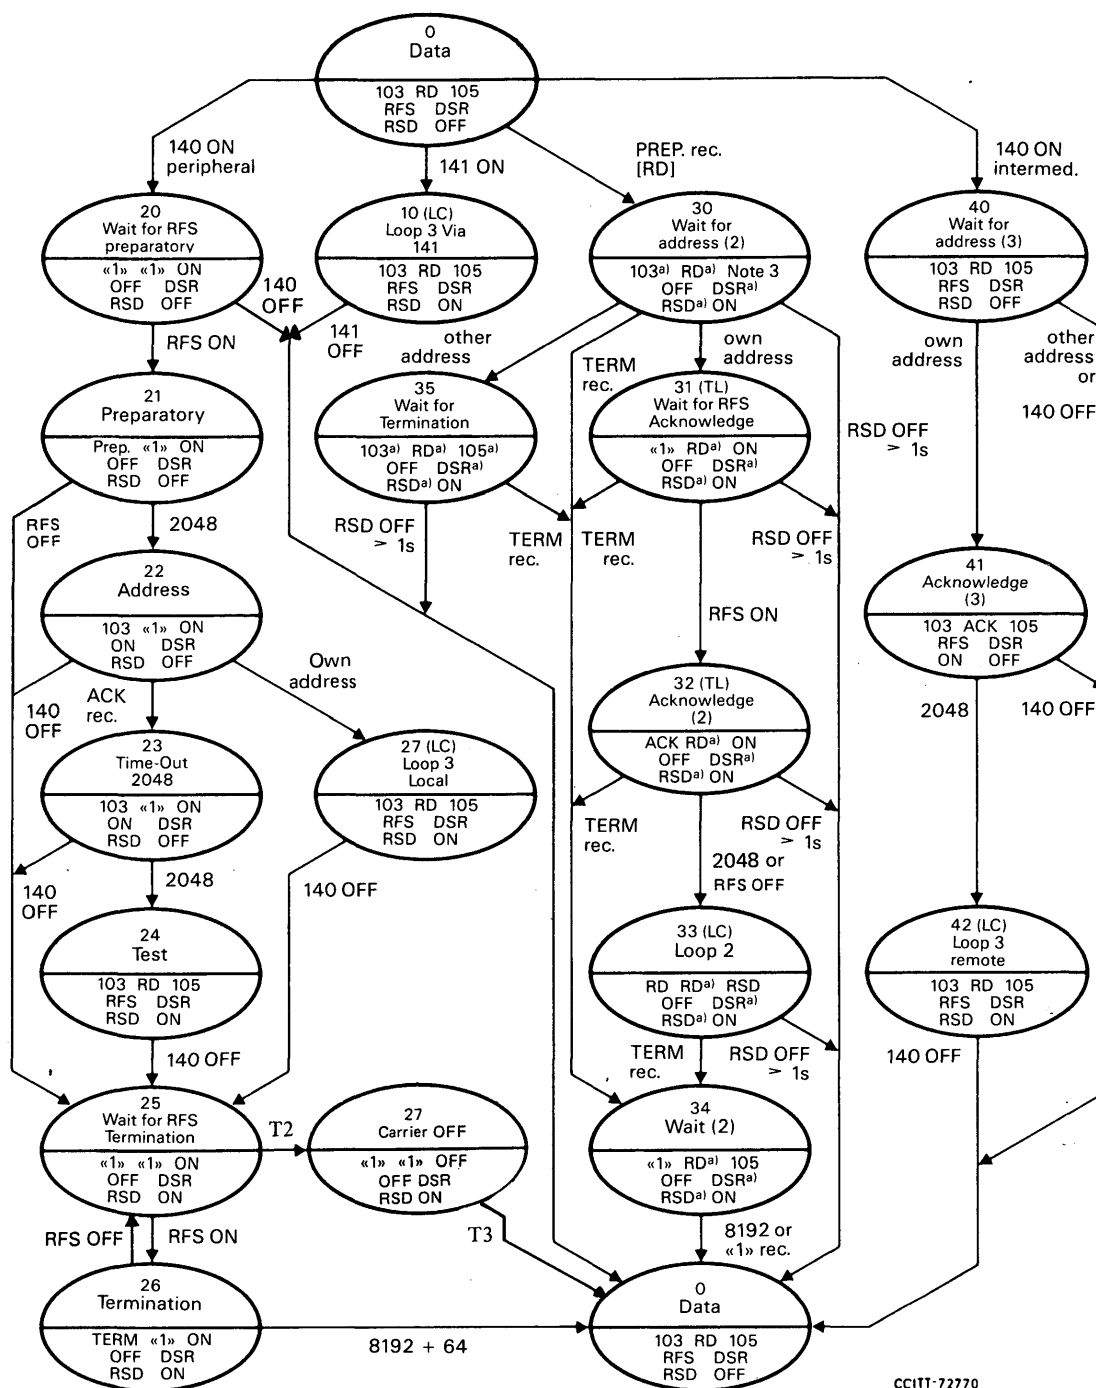 0
Data
103 RD 105
RFS DSR
RSD OFF
140 ON
peripheral
141 ON
PREP. rec.
[RD]
140 ON
intermed.
20
Wait for RFS
preparatory
«1» «1» ON
OFF DSR
RSD OFF
10 (LC)
Loop 3 Via
141
103 RD 105
RFS DSR
RSD ON
30
Wait for
address (2)
103a) RDa) Note 3
OFF DSRa)
RSDa) ON
40
Wait for
address (3)
103 RD 105
RFS DSR
RSD OFF
140
OFF
141
OFF
RFS ON
other
address
TERM
rec.
own
address
RSD OFF
> 1s
own
address
other
address
or
140 OFF
21
Preparatory
Prep. «1» ON
OFF DSR
RSD OFF
35
Wait for
Termination
103a) RDa) 105a)
OFF DSRa)
RSDa) ON
31 (TL)
Wait for RFS
Acknowledge
«1» RDa) ON
OFF DSRa)
RSDa) ON
RFS
OFF
2048
RSD OFF
> 1s
TERM
rec.
TERM
rec.
RSD OFF
> 1s
RFS ON
22
Address
103 «1» ON
ON DSR
RSD OFF
41
Acknowledge
(3)
103 ACK 105
RFS DSR
ON OFF
140
OFF
ACK
rec.
Own
address
2048
140 OFF
32 (TL)
Acknowledge
(2)
ACK RDa) ON
OFF DSRa)
RSDa) ON
23
Time-Out
2048
103 «1» ON
ON DSR
RSD OFF
27 (LC)
Loop 3
Local
103 RD 105
RFS DSR
RSD ON
TERM
rec.
RSD OFF
> 1s
2048 or
RFS OFF
140
OFF
2048
140 OFF
24
Test
103 RD 105
RFS DSR
RSD ON
33 (LC)
Loop 2
RD RDa) RSD
OFF DSRa)
RSDa) ON
42 (LC)
Loop 3
remote
103 RD 105
RFS DSR
RSD ON
140 OFF
TERM
rec.
RSD OFF
> 1s
140 OFF
25
Wait for RFS
Termination
«1» «1» ON
OFF DSR
RSD ON
T2
27
Carrier OFF
«1» «1» OFF
OFF DSR
RSD ON
34
Wait (2)
«1» RDa) 105
OFF DSRa)
RSDa) ON
RFS OFF
RFS ON
T3
8192 or
«1» rec.
26
Termination
TERM «1» ON
OFF DSR
RSD ON
8192 + 64
0
Data
103 RD 105
RFS DSR
RSD OFF
CCITT-72770